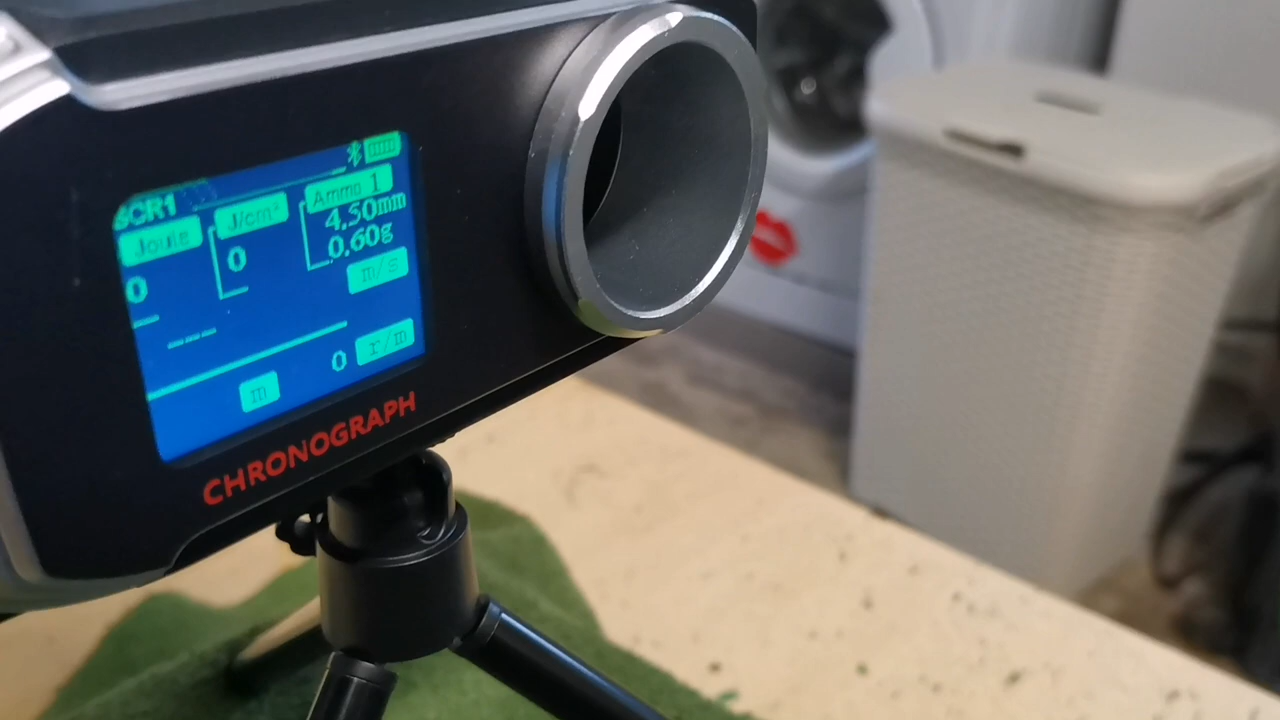 SCR1
Joule
J/cm²
Ammo 1
4.50mm
0.60g
0
0
m/s
---
m
0
r/m
CHRONOGRAPH